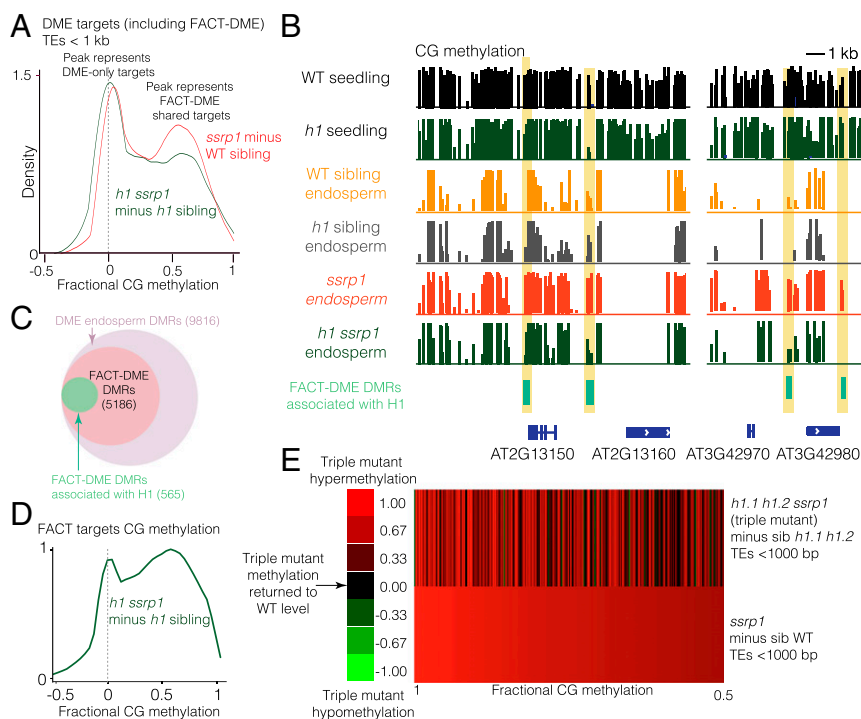 A
DME targets (including FACT-DME)
TEs < 1 kb
Peak represents
DME-only targets
Peak represents
FACT-DME
shared targets
ssrp1 minus
WT sibling
h1 ssrp1
minus h1 sibling
Density
1.5
0
-0.5
0
0.5
1
Fractional CG methylation
B
CG methylation
1 kb
WT seedling
h1 seedling
WT sibling
endosperm
h1 sibling
endosperm
ssrp1
endosperm
h1 ssrp1
endosperm
FACT-DME DMRs
associated with H1
AT2G13150
AT2G13160
AT3G42970
AT3G42980
C
DME endosperm DMRs (9816)
FACT-DME
DMRs
(5186)
FACT-DME DMRs
associated with H1 (565)
D
FACT targets CG methylation
1
0
h1 ssrp1
minus h1 sibling
-0.5
0
0.5
1
Fractional CG methylation
E
Triple mutant
hypermethylation
1.00
0.67
0.33
0.00
-0.33
-0.67
-1.00
Triple mutant
methylation
returned to
WT level
Triple mutant
hypomethylation
h1.1 h1.2 ssrp1
(triple mutant)
minus sib h1.1 h1.2
TEs <1000 bp
ssrp1
minus sib WT
TEs <1000 bp
1
Fractional CG methylation
0.5